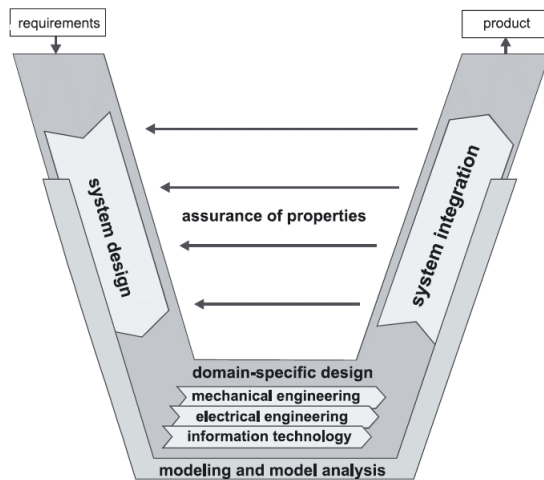 requirements
product
system design
assurance of properties
system integration
domain-specific design
mechanical engineering
electrical engineering
information technology
modeling and model analysis